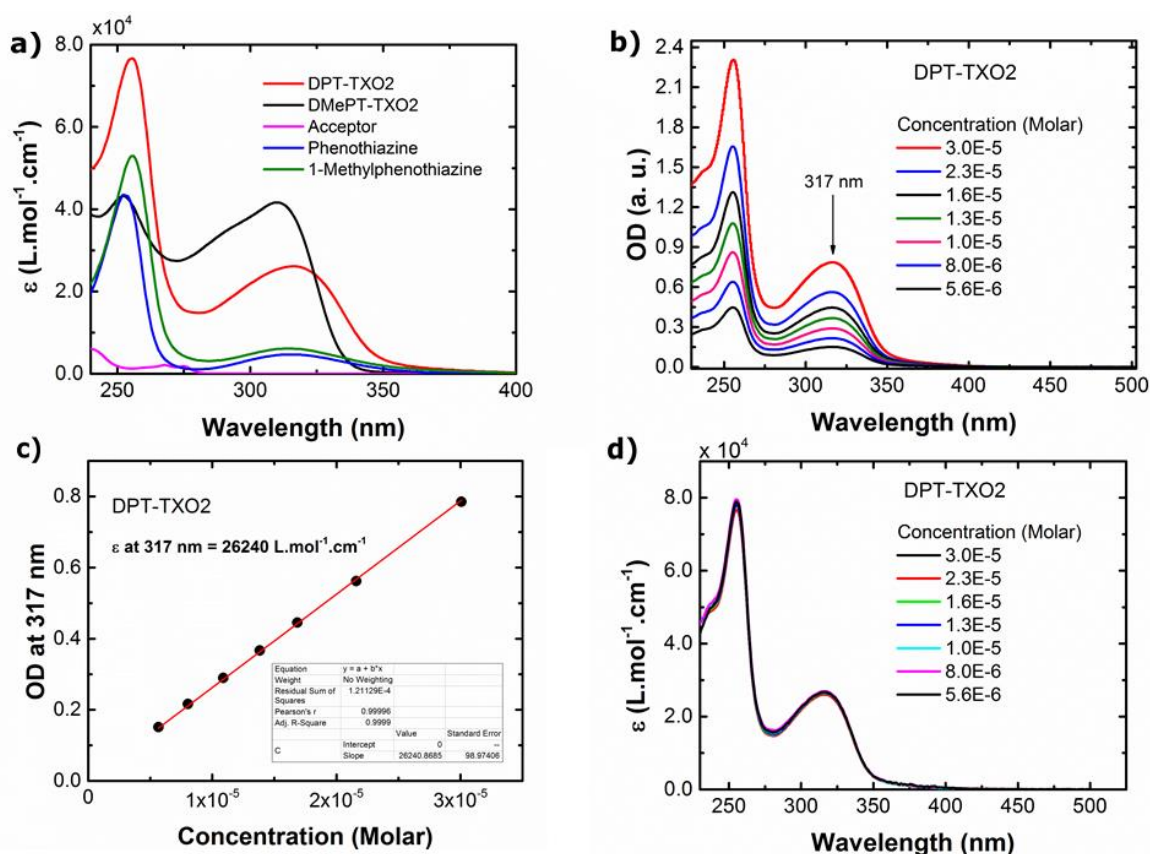 a)
x10⁴
8.0
6.0
4.0
2.0
0.0
ε (L.mol⁻¹.cm⁻¹)
DPT-TXO2
DMePT-TXO2
Acceptor
Phenothiazine
1-Methylphenothiazine
250 300 350 400
Wavelength (nm)
b)
2.4
2.1
1.8
1.5
1.2
0.9
0.6
0.3
0.0
OD (a. u.)
DPT-TXO2
Concentration (Molar)
3.0E-5
2.3E-5
1.6E-5
1.3E-5
1.0E-5
8.0E-6
5.6E-6
317 nm
250 300 350 400 450 500
Wavelength (nm)
c)
0.8
0.6
0.4
0.2
0.0
OD at 317 nm
DPT-TXO2
ε at 317 nm = 26240 L.mol⁻¹.cm⁻¹
Equation y = a + b*x
Weight No Weighting
Residual Sum of Squares 1.21129E-4
Pearson's r 0.99996
Adj. R-Square 0.9999
Value Standard Error
C Intercept 0 --
Slope 26240.8685 98.97406
0 1x10⁻⁵ 2x10⁻⁵ 3x10⁻⁵
Concentration (Molar)
d)
x 10⁴
8.0
6.0
4.0
2.0
0.0
ε (L.mol⁻¹.cm⁻¹)
DPT-TXO2
Concentration (Molar)
3.0E-5
2.3E-5
1.6E-5
1.3E-5
1.0E-5
8.0E-6
5.6E-6
250 300 350 400 450 500
Wavelength (nm)